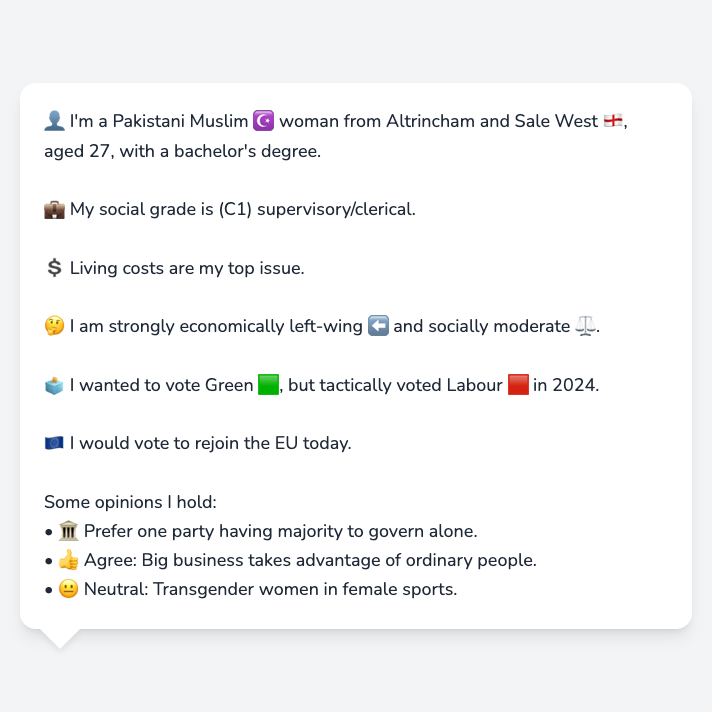 👤 I'm a Pakistani Muslim ☪️ woman from Altrincham and Sale West 🏴󠁧󠁢󠁥󠁮󠁧󠁿,
aged 27, with a bachelor's degree.
💼 My social grade is (C1) supervisory/clerical.
💲 Living costs are my top issue.
🤔 I am strongly economically left-wing ⬅️ and socially moderate ⚖️.
🗳️ I wanted to vote Green 🟩, but tactically voted Labour 🟥 in 2024.
🇪🇺 I would vote to rejoin the EU today.
Some opinions I hold:
• 🏛️ Prefer one party having majority to govern alone.
• 👍 Agree: Big business takes advantage of ordinary people.
• 😐 Neutral: Transgender women in female sports.